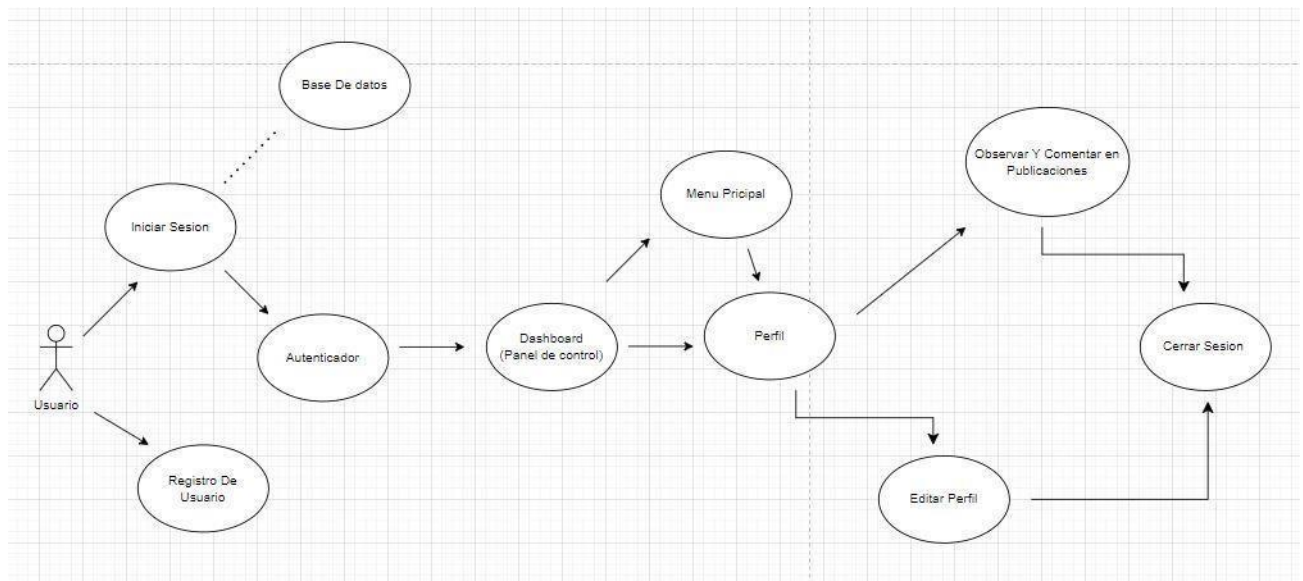 Base De datos
Observar Y Comentar en
Publicaciones
Menu Pricipal
Iniciar Sesion
Dashboard
(Panel de control)
Perfil
Cerrar Sesion
Autenticador
Usuario
Registro De
Usuario
Editar Perfil